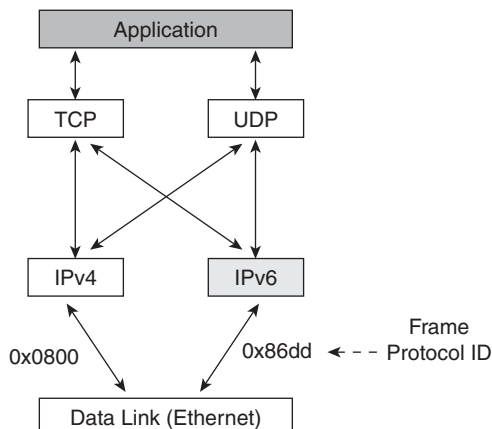 Application
TCP
UDP
IPv4
IPv6
0x0800
0x86dd
Frame
Protocol ID
Data Link (Ethernet)